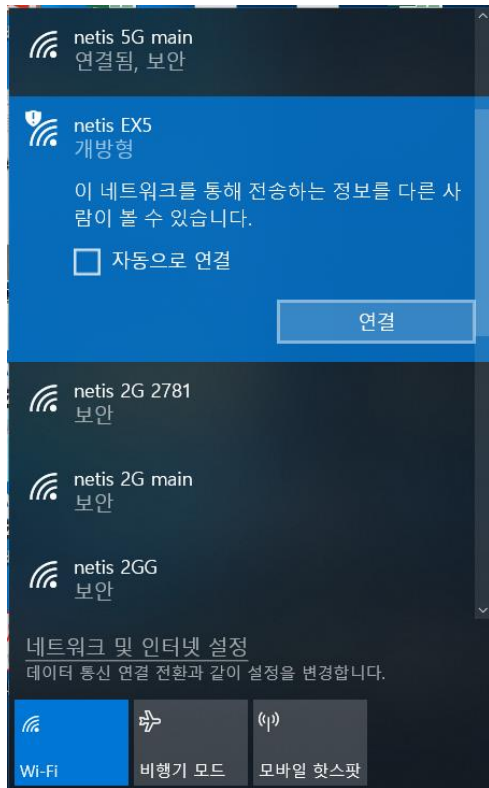 netis 5G main
연결됨, 보안
netis EX5
개방형
이 네트워크를 통해 전송하는 정보를 다른 사
람이 볼 수 있습니다.
자동으로 연결
연결
netis 2G 2781
보안
netis 2G main
보안
netis 2GG
보안
네트워크 및 인터넷 설정
데이터 통신 연결 전환과 같이 설정을 변경합니다.
Wi-Fi
비행기 모드
모바일 핫스팟